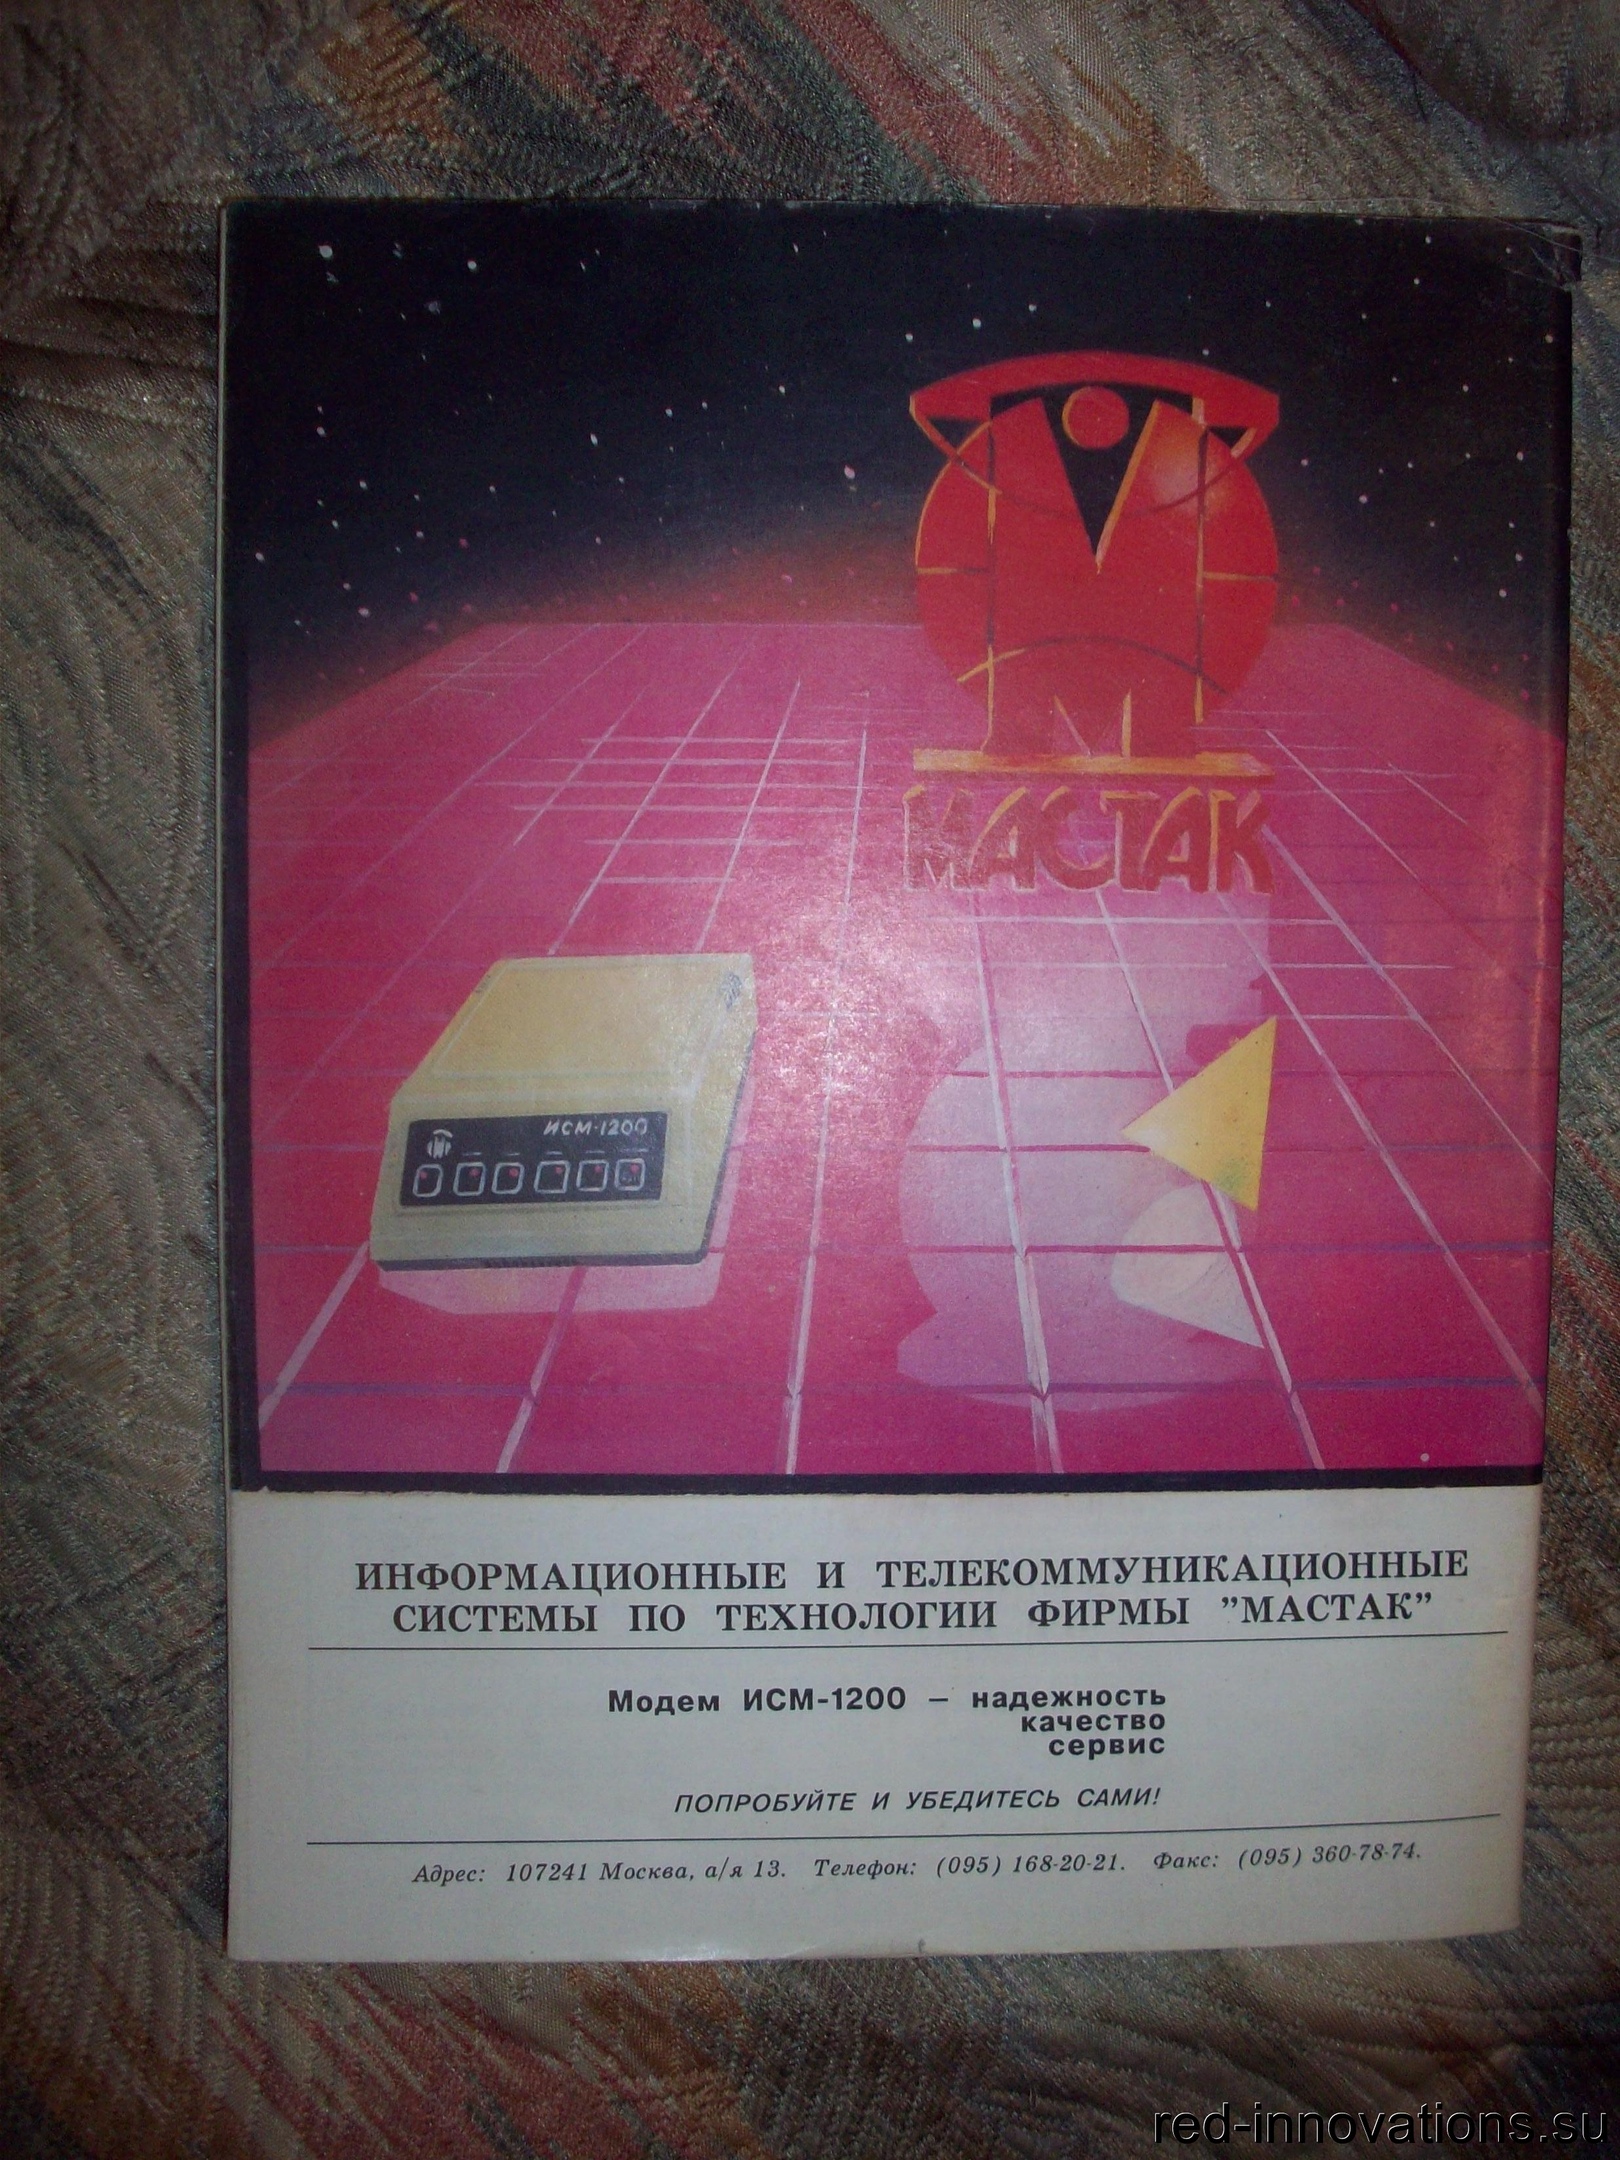 МАСТАК
ИСМ-1200
ИНФОРМАЦИОННЫЕ И ТЕЛЕКОММУНИКАЦИОННЫЕ
СИСТЕМЫ ПО ТЕХНОЛОГИИ ФИРМЫ "МАСТАК"
Модем ИСМ-1200 — надежность
качество
сервис
ПОПРОБУЙТЕ И УБЕДИТЕСЬ САМИ!
Адрес: 107241 Москва, а/я 13. Телефон: (095) 168-20-21. Факс: (095) 360-78-74.
red-innovations.su